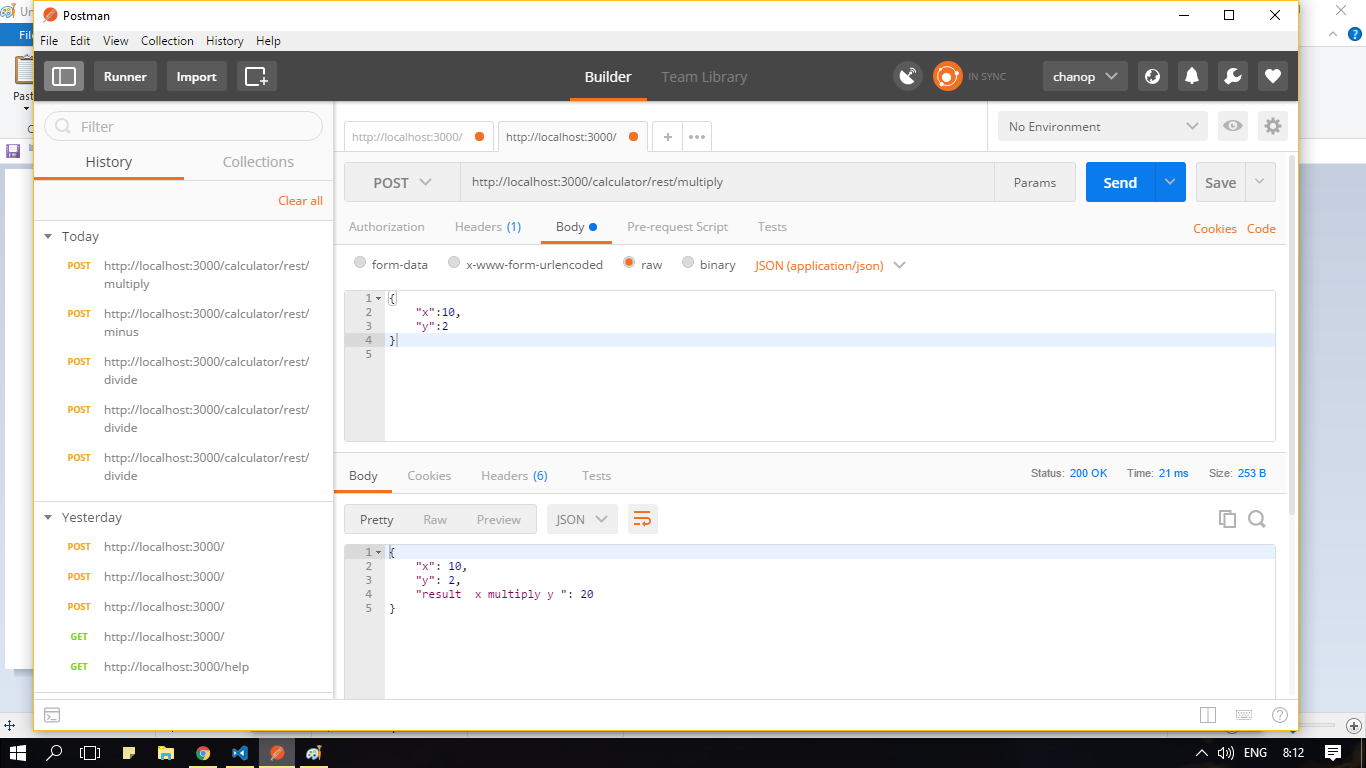 Postman
File Edit View Collection History Help
Runner Import Builder Team Library IN SYNC chanop
Past
Filter
History Collections
Clear all
Today
POST http://localhost:3000/calculator/rest/
multiply
POST http://localhost:3000/calculator/rest/
minus
POST http://localhost:3000/calculator/rest/
divide
POST http://localhost:3000/calculator/rest/
divide
POST http://localhost:3000/calculator/rest/
divide
Yesterday
POST http://localhost:3000/
POST http://localhost:3000/
POST http://localhost:3000/
GET http://localhost:3000/
GET http://localhost:3000/help
http://localhost:3000/ http://localhost:3000/ + ••• No Environment
POST http://localhost:3000/calculator/rest/multiply Params Send Save
Authorization Headers (1) Body Pre-request Script Tests Cookies Code
form-data x-www-form-urlencoded raw binary JSON (application/json)
1 {
2 "x":10,
3 "y":2
4 }
5
Body Cookies Headers (6) Tests Status: 200 OK Time: 21 ms Size: 253 B
Pretty Raw Preview JSON
1 {
2 "x": 10,
3 "y": 2,
4 "result  x multiply y ": 20
5 }
ENG 8:12